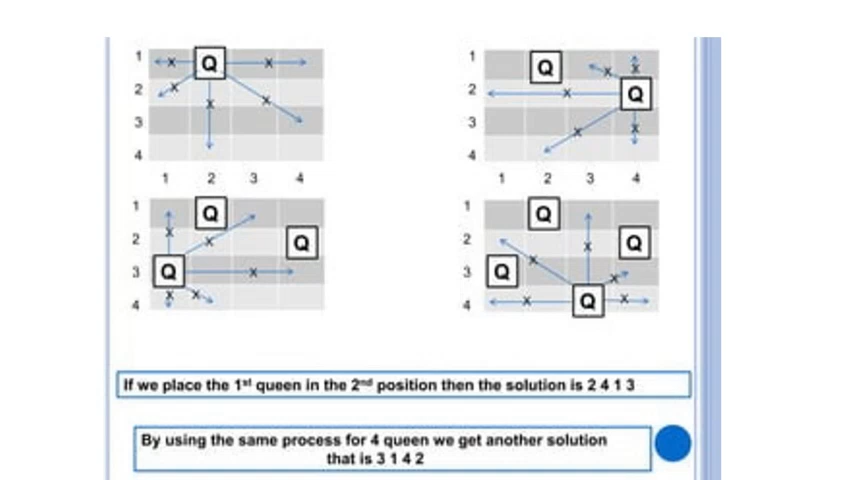 1 Q X X
2 X X X
3
4
1 2 3 4
1 Q X X
2 X Q
3 X X
4
1 2 3 4
1 Q
2 X X Q
3 Q X
4 X X
1 Q
2 X Q
3 Q X X
4 X Q X
If we place the 1st queen in the 2nd position then the solution is 2 4 1 3
By using the same process for 4 queen we get another solution
that is 3 1 4 2